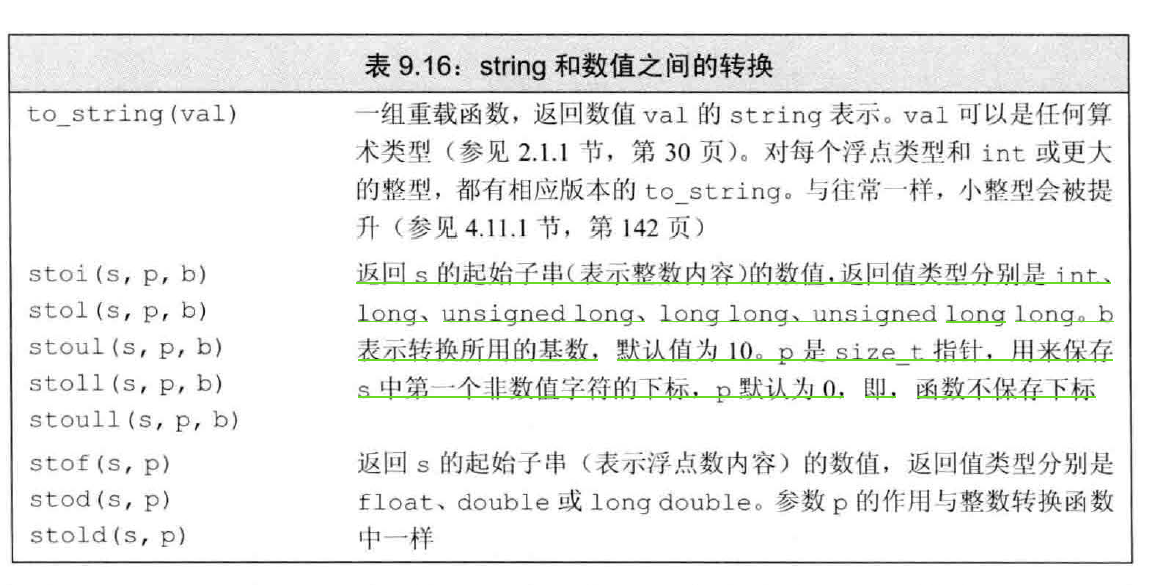 表 9.16：string 和数值之间的转换
to_string(val) 一组重载函数，返回数值 val 的 string 表示。val 可以是任何算
术类型（参见 2.1.1 节，第 30 页）。对每个浮点类型和 int 或更大
的整型，都有相应版本的 to_string。与往常一样，小整型会被提
升（参见 4.11.1 节，第 142 页）
stoi(s, p, b) 返回 s 的起始子串（表示整数内容）的数值，返回值类型分别是 int、
stol(s, p, b) long、unsigned long、long long、unsigned long long。b
stoul(s, p, b) 表示转换所用的基数，默认值为 10。p 是 size_t 指针，用来保存
stoll(s, p, b) s 中第一个非数值字符的下标，p 默认为 0，即，函数不保存下标
stoull(s, p, b)
stof(s, p) 返回 s 的起始子串（表示浮点数内容）的数值，返回值类型分别是
stod(s, p) float、double 或 long double。参数 p 的作用与整数转换函数
stold(s, p) 中一样